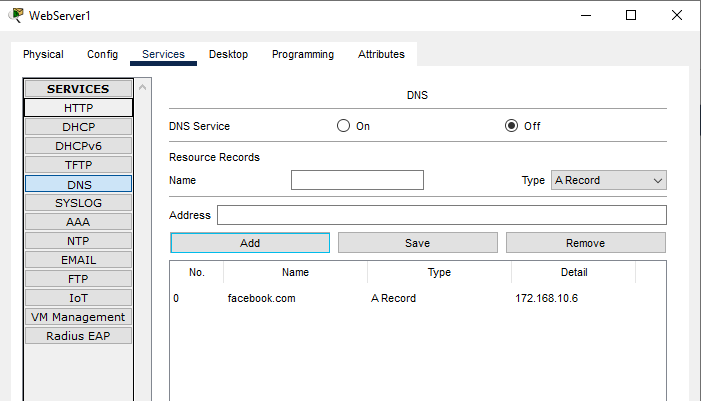 WebServer1
Physical Config Services Desktop Programming Attributes
SERVICES
HTTP
DHCP
DHCPv6
TFTP
DNS
SYSLOG
AAA
NTP
EMAIL
FTP
IoT
VM Management
Radius EAP
DNS
DNS Service On Off
Resource Records
Name Type A Record
Address
Add Save Remove
No. Name Type Detail
0 facebook.com A Record 172.168.10.6